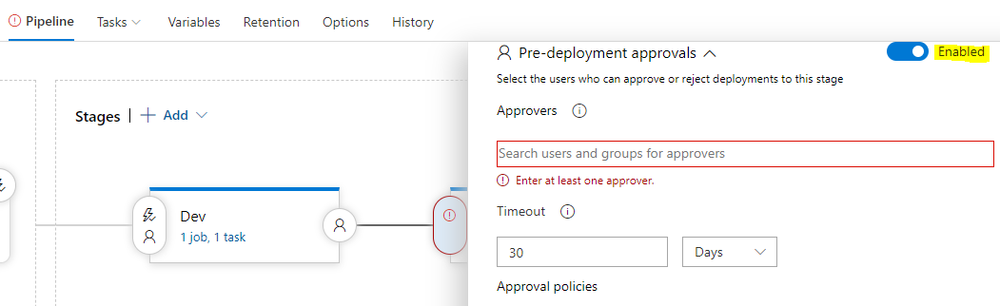 Pipeline Tasks Variables Retention Options History
Pre-deployment approvals Enabled
Select the users who can approve or reject deployments to this stage
Stages Add
Approvers
Search users and groups for approvers
Enter at least one approver.
Dev
1 job, 1 task
Timeout
30 Days
Approval policies